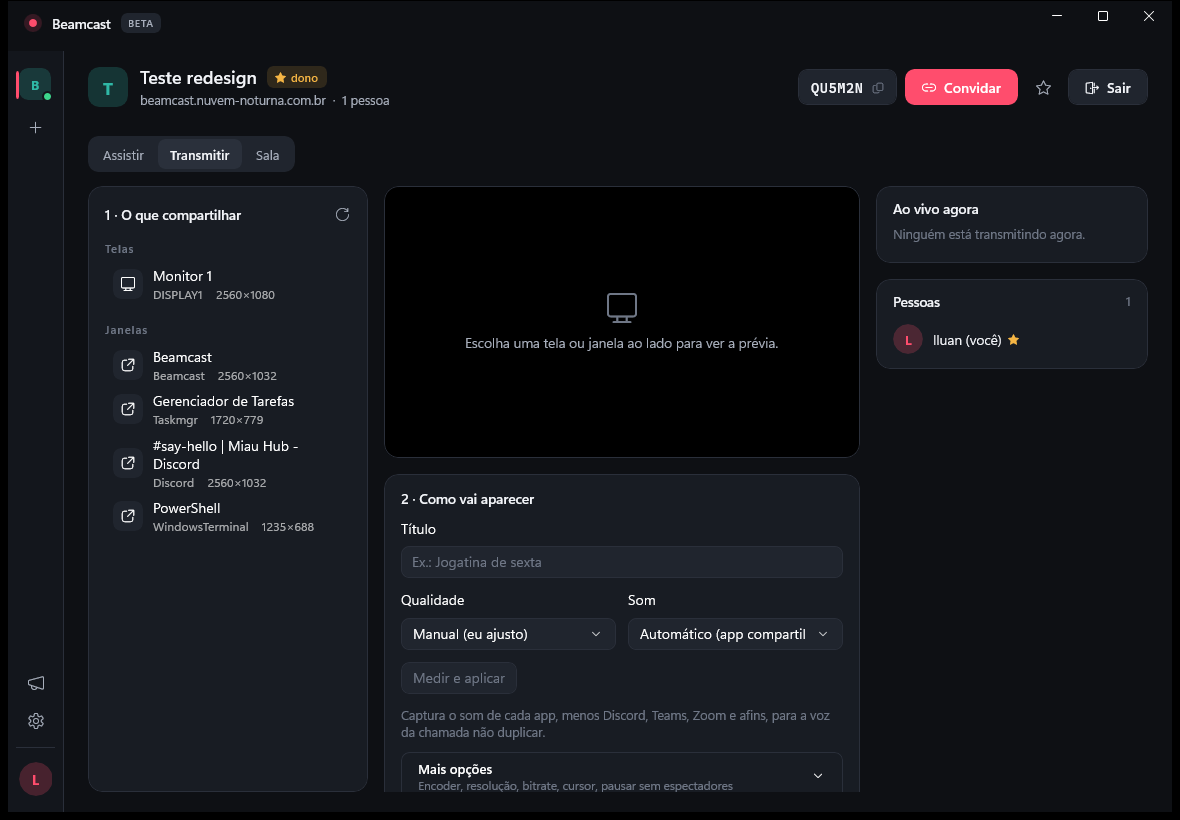 Beamcast BETA
B
T
Teste redesign dono
beamcast.nuvem-noturna.com.br · 1 pessoa
QU5M2N Convidar Sair
Assistir Transmitir Sala
1 · O que compartilhar
Telas
Monitor 1
DISPLAY1 2560×1080
Janelas
Beamcast
Beamcast 2560×1032
Gerenciador de Tarefas
Taskmgr 1720×779
#say-hello | Miau Hub -
Discord
Discord 2560×1032
PowerShell
WindowsTerminal 1235×688
Escolha uma tela ou janela ao lado para ver a prévia.
2 · Como vai aparecer
Título
Ex.: Jogatina de sexta
Qualidade Som
Manual (eu ajusto) Automático (app compartil
Medir e aplicar
Captura o som de cada app, menos Discord, Teams, Zoom e afins, para a voz
da chamada não duplicar.
Mais opções
Encoder, resolução, bitrate, cursor, pausar sem espectadores
Ao vivo agora
Ninguém está transmitindo agora.
Pessoas 1
L lluan (você)
L